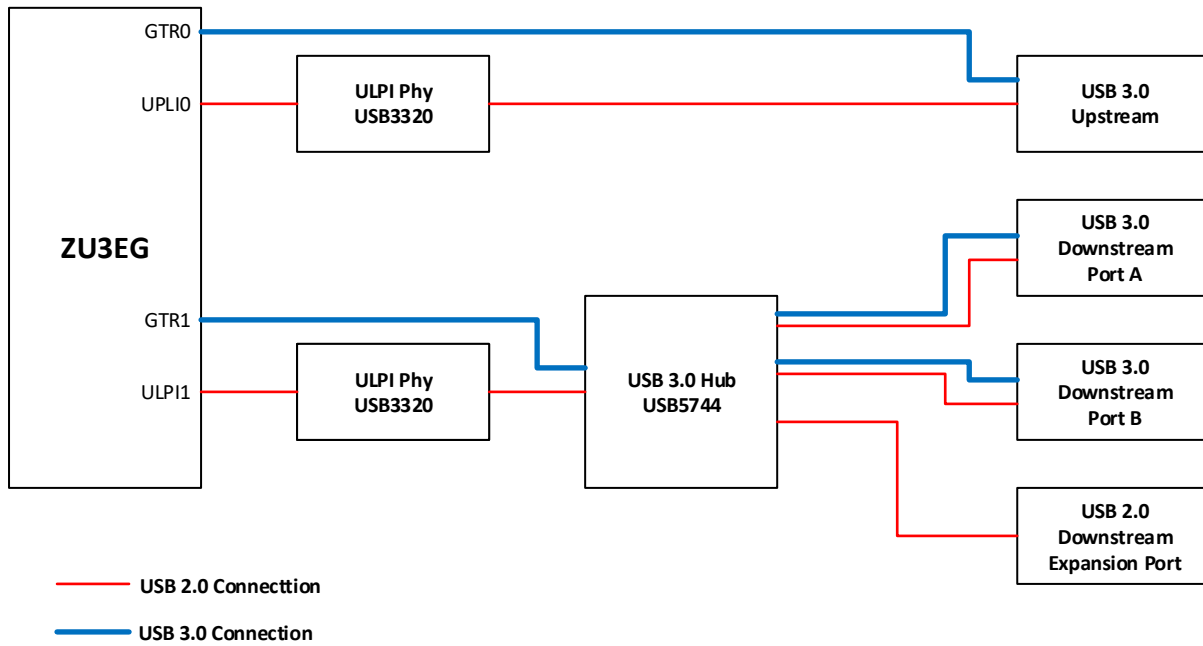 GTR0
UPLI0
ULPI Phy
USB3320
USB 3.0
Upstream
ZU3EG
USB 3.0
Downstream
Port A
GTR1
ULPI1
ULPI Phy
USB3320
USB 3.0 Hub
USB5744
USB 3.0
Downstream
Port B
USB 2.0
Downstream
Expansion Port
USB 2.0 Connecttion
USB 3.0 Connection